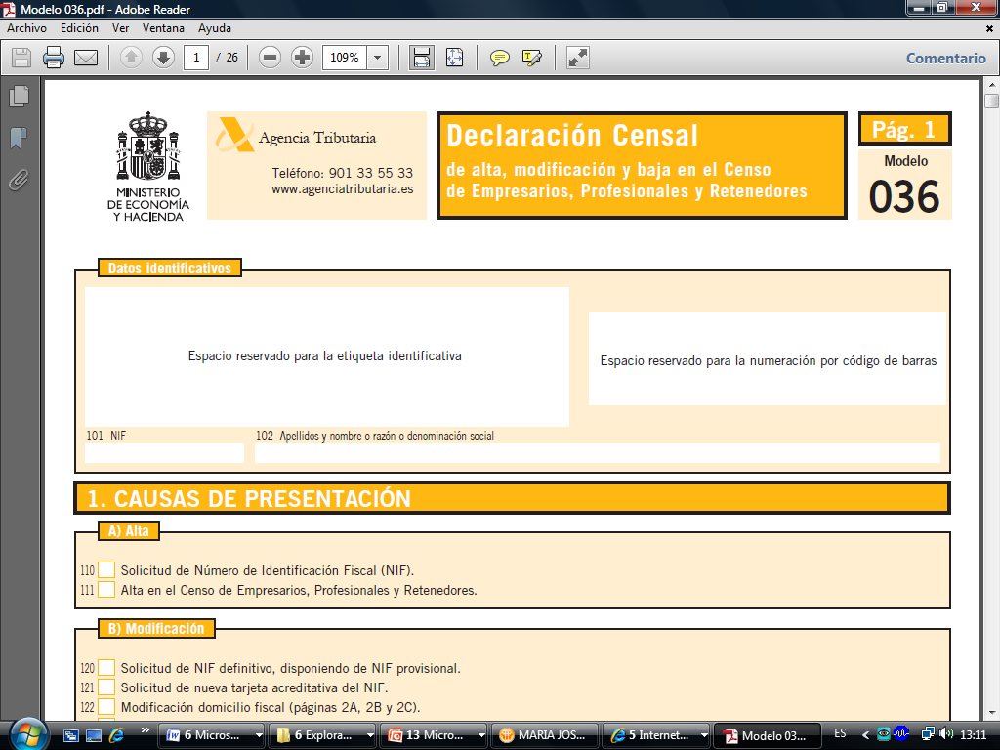 Modelo 036.pdf - Adobe Reader
Archivo Edición Ver Ventana Ayuda
1 / 26 109% Comentario
MINISTERIO
DE ECONOMÍA
Y HACIENDA
Agencia Tributaria
Teléfono: 901 33 55 33
www.agenciatributaria.es
Declaración Censal
de alta, modificación y baja en el Censo
de Empresarios, Profesionales y Retenedores
Pág. 1
Modelo
036
Datos identificativos
Espacio reservado para la etiqueta identificativa
Espacio reservado para la numeración por código de barras
101 NIF
102 Apellidos y nombre o razón o denominación social
1. CAUSAS DE PRESENTACIÓN
A) Alta
110 Solicitud de Número de Identificación Fiscal (NIF).
111 Alta en el Censo de Empresarios, Profesionales y Retenedores.
B) Modificación
120 Solicitud de NIF definitivo, disponiendo de NIF provisional.
121 Solicitud de nueva tarjeta acreditativa del NIF.
122 Modificación domicilio fiscal (páginas 2A, 2B y 2C).
» 6 Micros... 6 Explora... 13 Micro... MARIA JOS... 5 Internet... Modelo 03... ES 13:11